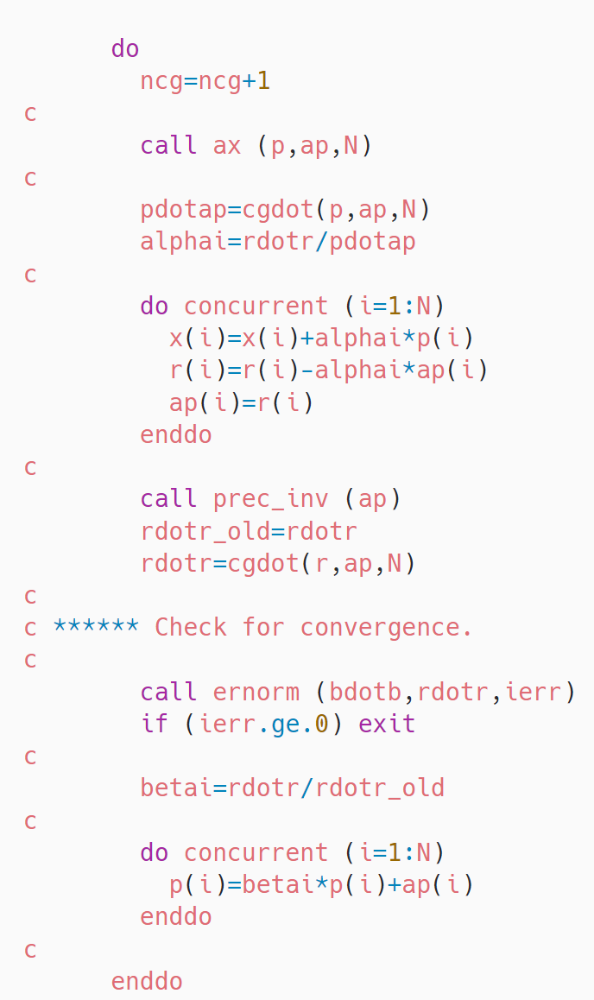 do
        ncg=ncg+1
c
        call ax (p,ap,N)
c
        pdotap=cgdot(p,ap,N)
        alphai=rdotr/pdotap
c
        do concurrent (i=1:N)
          x(i)=x(i)+alphai*p(i)
          r(i)=r(i)-alphai*ap(i)
          ap(i)=r(i)
        enddo
c
        call prec_inv (ap)
        rdotr_old=rdotr
        rdotr=cgdot(r,ap,N)
c
c ****** Check for convergence.
c
        call ernorm (bdotb,rdotr,ierr)
        if (ierr.ge.0) exit
c
        betai=rdotr/rdotr_old
c
        do concurrent (i=1:N)
          p(i)=betai*p(i)+ap(i)
        enddo
c
      enddo